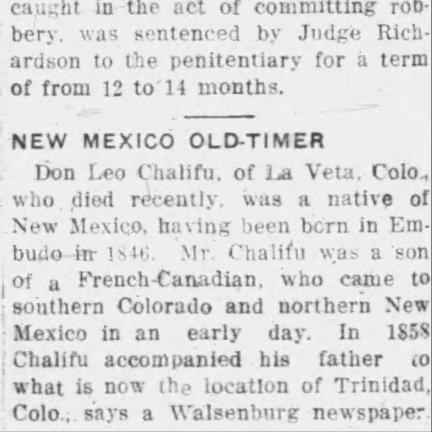 caught in the act of committing rob-
bery, was sentenced by Judge Rich-
ardson to the penitentiary for a term
of from 12 to 14 months.
NEW MEXICO OLD-TIMER
Don Leo Chalifu, of La Veta, Colo.,
who died recently, was a native of
New Mexico, having been born in Em-
budo in 1846. Mr. Chalifu was a son
of a French-Canadian, who came to
southern Colorado and northern New
Mexico in an early day. In 1858
Chalifu accompanied his father to
what is now the location of Trinidad,
Colo., says a Walsenburg newspaper.